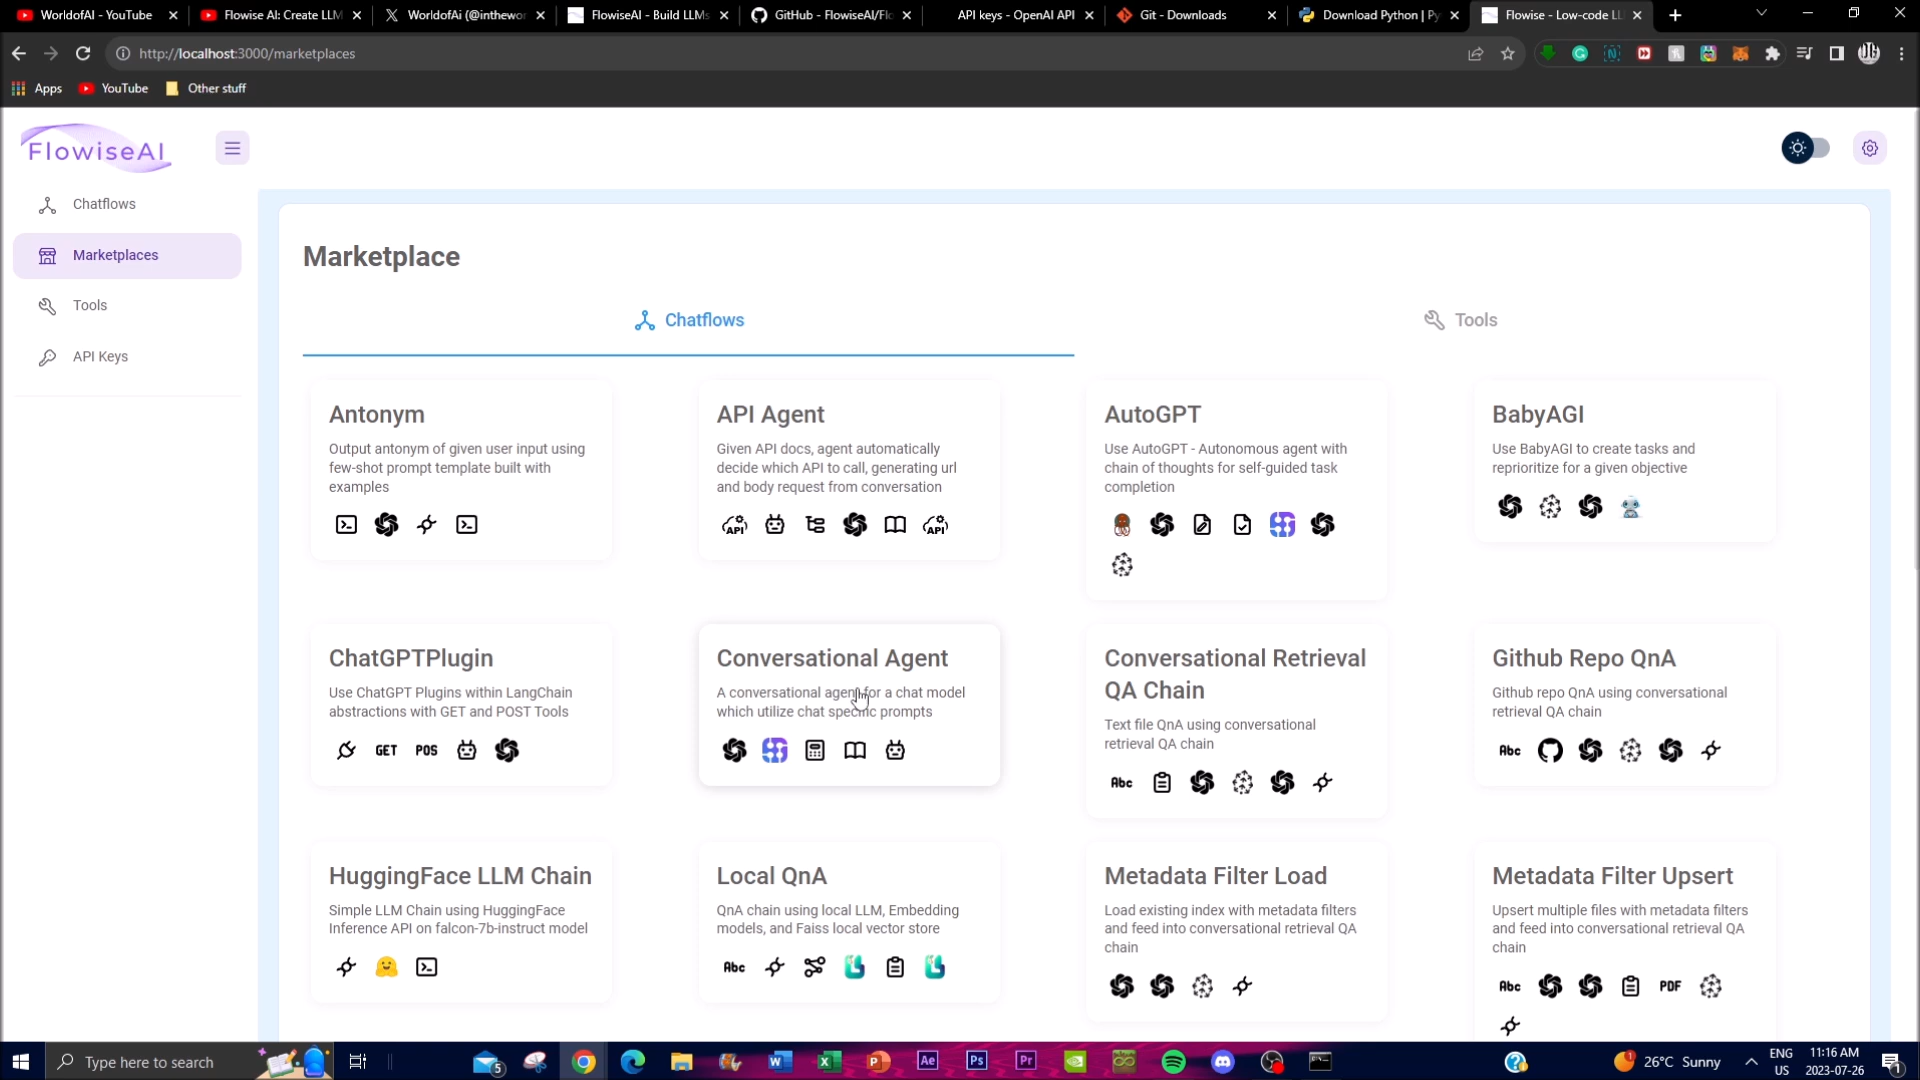 WorldofAi - YouTube
Flowise AI: Create LLM
WorldofAi (@inthewor
FlowiseAI - Build LLMs
GitHub - FlowiseAI/Flo
API keys - OpenAI API
Git - Downloads
Download Python | Py
Flowise - Low-code LL
http://localhost:3000/marketplaces
Apps
YouTube
Other stuff
FlowiseAI
Chatflows
Marketplaces
Tools
API Keys
Marketplace
Chatflows
Tools
Antonym
Output antonym of given user input using
few-shot prompt template built with
examples
API Agent
Given API docs, agent automatically
decide which API to call, generating url
and body request from conversation
API
API
AutoGPT
Use AutoGPT - Autonomous agent with
chain of thoughts for self-guided task
completion
BabyAGI
Use BabyAGI to create tasks and
reprioritize for a given objective
ChatGPTPlugin
Use ChatGPT Plugins within LangChain
abstractions with GET and POST Tools
GET
POS
Conversational Agent
A conversational agent for a chat model
which utilize chat specific prompts
Conversational Retrieval
QA Chain
Text file QnA using conversational
retrieval QA chain
Abc
Github Repo QnA
Github repo QnA using conversational
retrieval QA chain
Abc
HuggingFace LLM Chain
Simple LLM Chain using HuggingFace
Inference API on falcon-7b-instruct model
Local QnA
QnA chain using local LLM, Embedding
models, and Faiss local vector store
Abc
Metadata Filter Load
Load existing index with metadata filters
and feed into conversational retrieval QA
chain
Metadata Filter Upsert
Upsert multiple files with metadata filters
and feed into conversational retrieval QA
chain
Abc
PDF
Type here to search
5
Ae
Ps
Pr
1
26°C Sunny
ENG
US
11:16 AM
2023-07-26
1